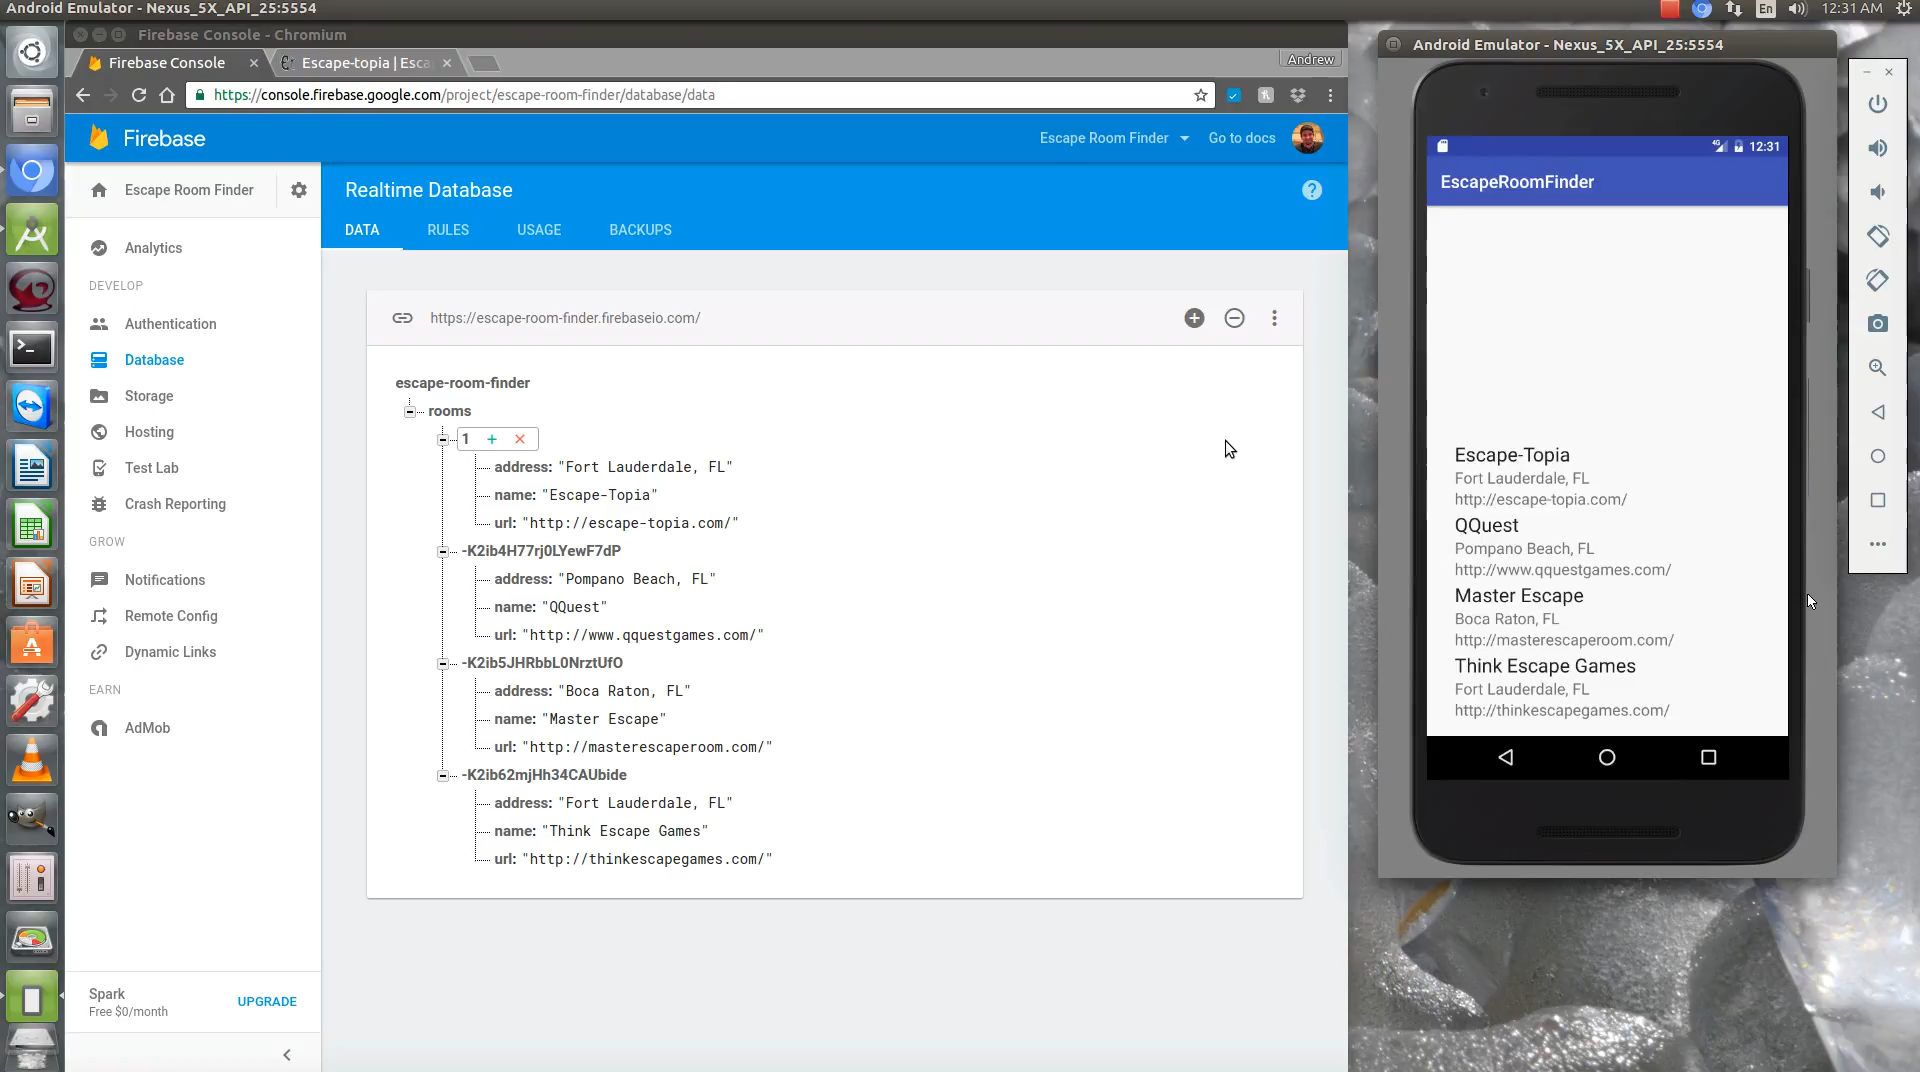 Android Emulator - Nexus_5X_API_25:5554
En
12:31 AM
Firebase Console - Chromium
Firebase Console
Escape-topia | Esca
Andrew
https://console.firebase.google.com/project/escape-room-finder/database/data
Firebase
Escape Room Finder
Go to docs
Escape Room Finder
Analytics
DEVELOP
Authentication
Database
Storage
Hosting
Test Lab
Crash Reporting
GROW
Notifications
Remote Config
Dynamic Links
EARN
AdMob
Spark
Free $0/month
UPGRADE
Realtime Database
DATA
RULES
USAGE
BACKUPS
https://escape-room-finder.firebaseio.com/
escape-room-finder
rooms
1
address: "Fort Lauderdale, FL"
name: "Escape-Topia"
url: "http://escape-topia.com/"
-K2ib4H77rj0LYewF7dP
address: "Pompano Beach, FL"
name: "QQuest"
url: "http://www.qquestgames.com/"
-K2ib5JHRbbL0NrztUfO
address: "Boca Raton, FL"
name: "Master Escape"
url: "http://masterescaperoom.com/"
-K2ib62mjHh34CAUbide
address: "Fort Lauderdale, FL"
name: "Think Escape Games"
url: "http://thinkescapegames.com/"
Android Emulator - Nexus_5X_API_25:5554
4G
12:31
EscapeRoomFinder
Escape-Topia
Fort Lauderdale, FL
http://escape-topia.com/
QQuest
Pompano Beach, FL
http://www.qquestgames.com/
Master Escape
Boca Raton, FL
http://masterescaperoom.com/
Think Escape Games
Fort Lauderdale, FL
http://thinkescapegames.com/